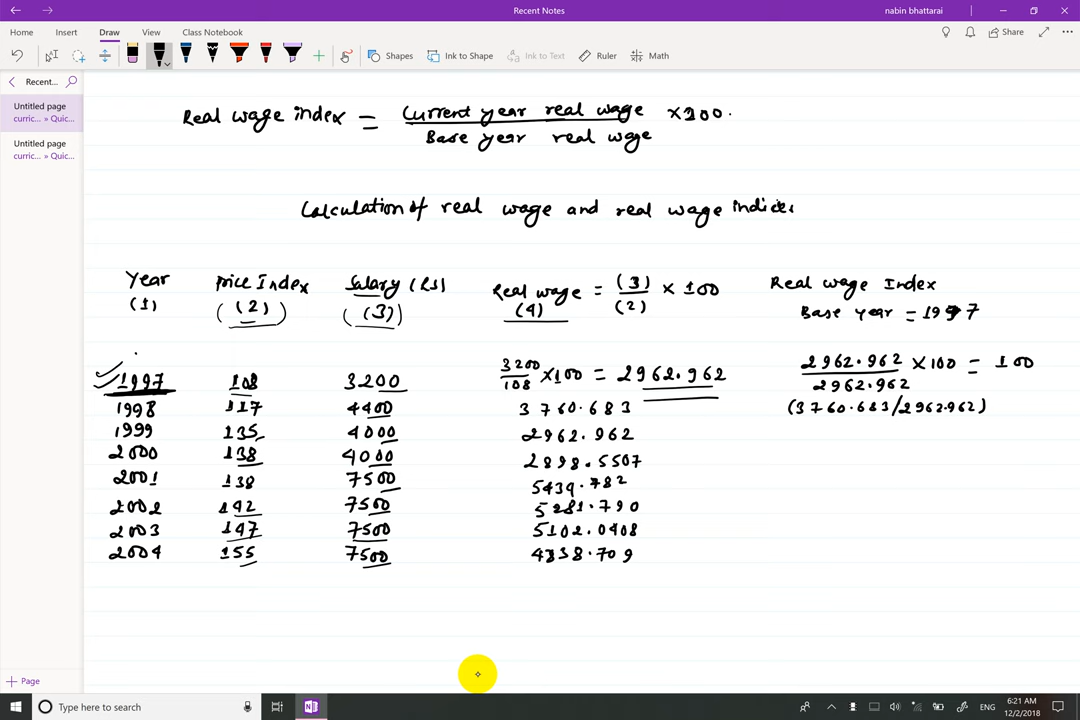 Recent Notes
nabin bhattarai
Home Insert Draw View Class Notebook
Share
Shapes Ink to Shape Ink to Text Ruler Math
Recent...
Untitled page
curric... » Quic...
Untitled page
curric... » Quic...
Real wage index = Current year real wage / Base year real wage ×100.
Calculation of real wage and real wage indices
Year Price Index Salary (RS) Real wage = (3)/(2) × 100 Real wage Index
(1) (2) (3) (4) Base year = 1997
1997 108 3200 3200/108 ×100 = 2962.962 2962.962/2962.962 ×100 = 100
1998 117 4400 3760.683 (3760.683/2962.962)
1999 135 4000 2962.962
2000 138 4000 2898.5507
2001 138 7500 5434.782
2002 142 7500 5281.790
2003 147 7500 5102.0408
2004 155 7500 4838.709
+ Page
Type here to search
ENG
6:21 AM
12/2/2018